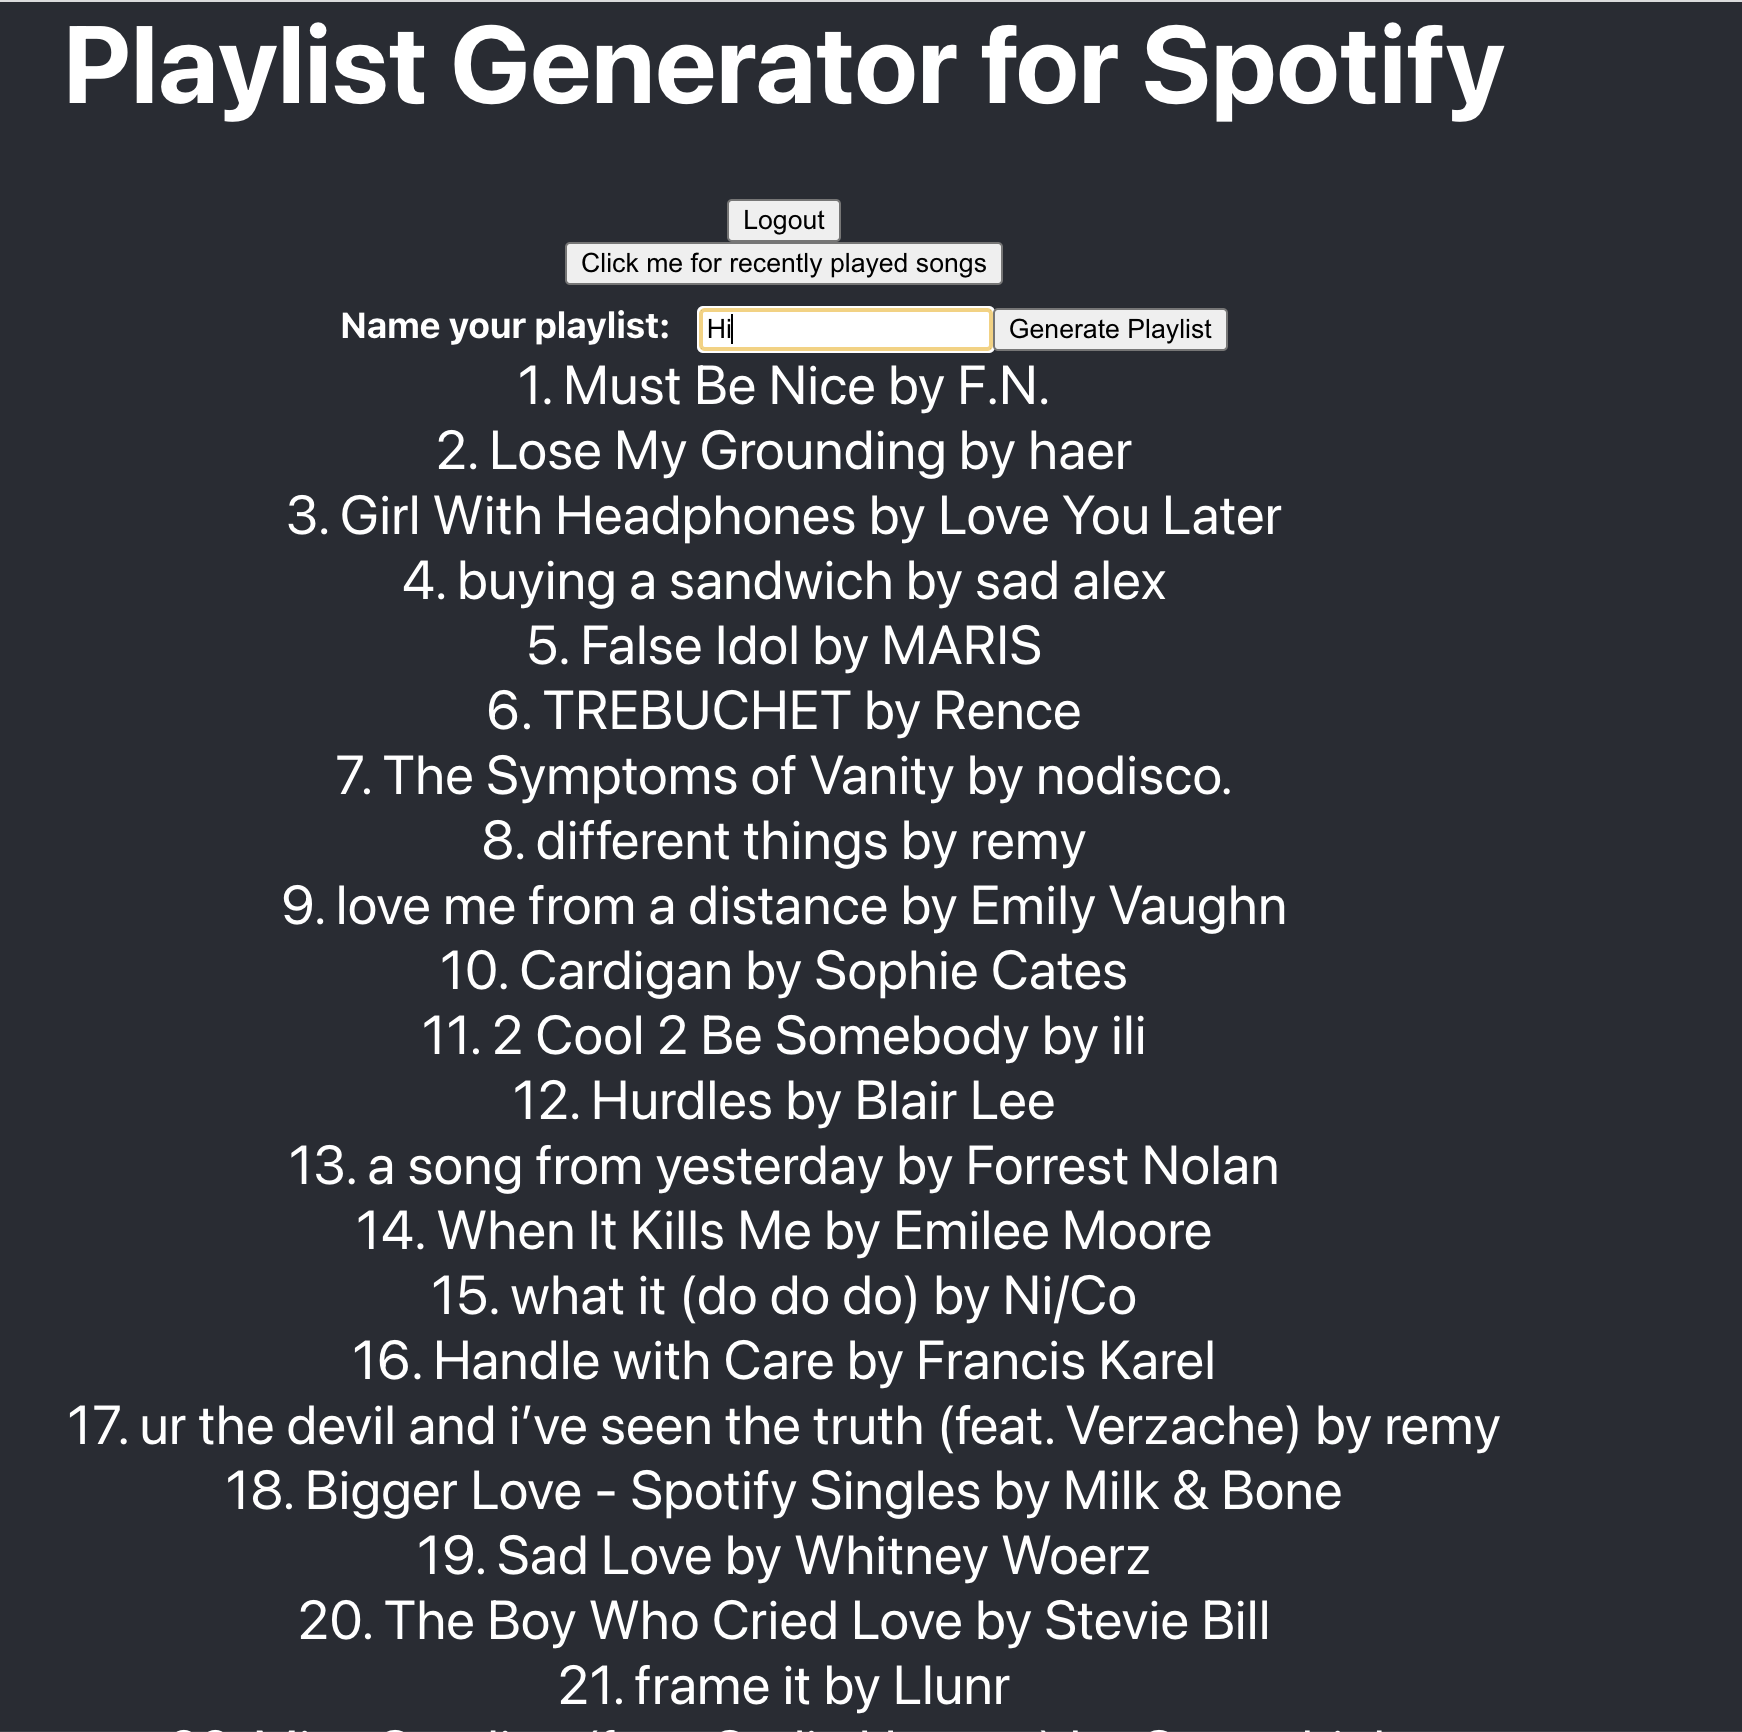 Playlist Generator for Spotify
Logout
Click me for recently played songs
Name your playlist: Hi Generate Playlist
1. Must Be Nice by F.N.
2. Lose My Grounding by haer
3. Girl With Headphones by Love You Later
4. buying a sandwich by sad alex
5. False Idol by MARIS
6. TREBUCHET by Rence
7. The Symptoms of Vanity by nodisco.
8. different things by remy
9. love me from a distance by Emily Vaughn
10. Cardigan by Sophie Cates
11. 2 Cool 2 Be Somebody by ili
12. Hurdles by Blair Lee
13. a song from yesterday by Forrest Nolan
14. When It Kills Me by Emilee Moore
15. what it (do do do) by Ni/Co
16. Handle with Care by Francis Karel
17. ur the devil and i’ve seen the truth (feat. Verzache) by remy
18. Bigger Love - Spotify Singles by Milk & Bone
19. Sad Love by Whitney Woerz
20. The Boy Who Cried Love by Stevie Bill
21. frame it by Llunr